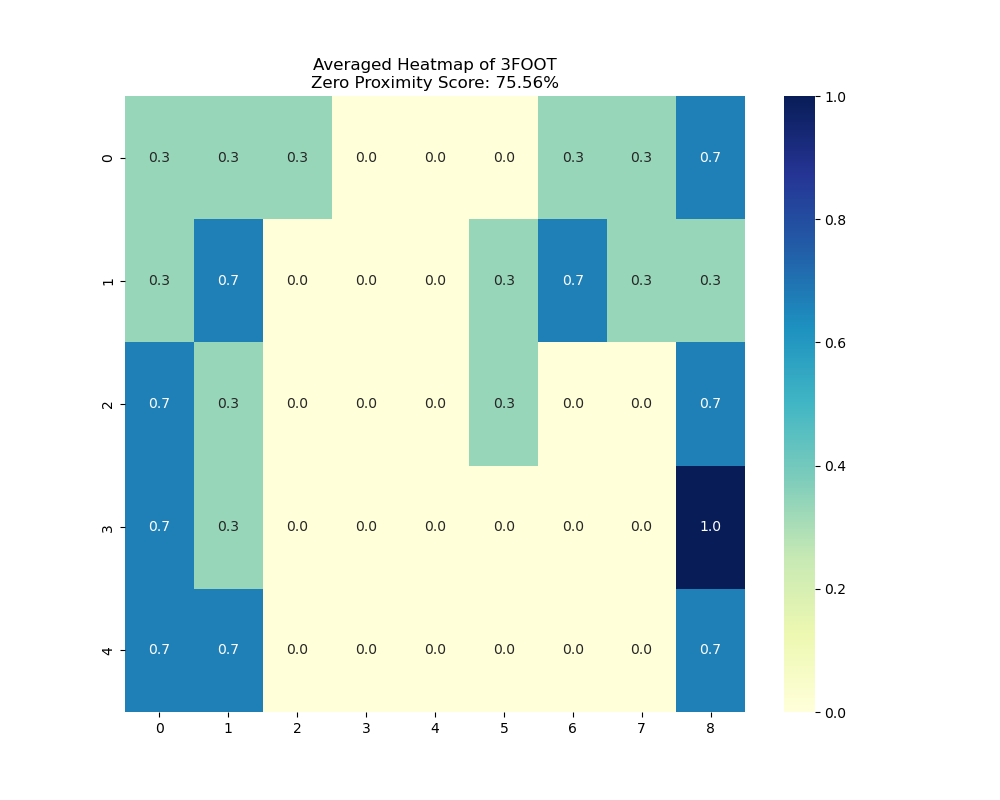 Averaged Heatmap of 3FOOT
Zero Proximity Score: 75.56%
0 0.3 0.3 0.3 0.0 0.0 0.0 0.3 0.3 0.7
1 0.3 0.7 0.0 0.0 0.0 0.3 0.7 0.3 0.3
2 0.7 0.3 0.0 0.0 0.0 0.3 0.0 0.0 0.7
3 0.7 0.3 0.0 0.0 0.0 0.0 0.0 0.0 1.0
4 0.7 0.7 0.0 0.0 0.0 0.0 0.0 0.0 0.7
0 1 2 3 4 5 6 7 8
1.0
0.8
0.6
0.4
0.2
0.0